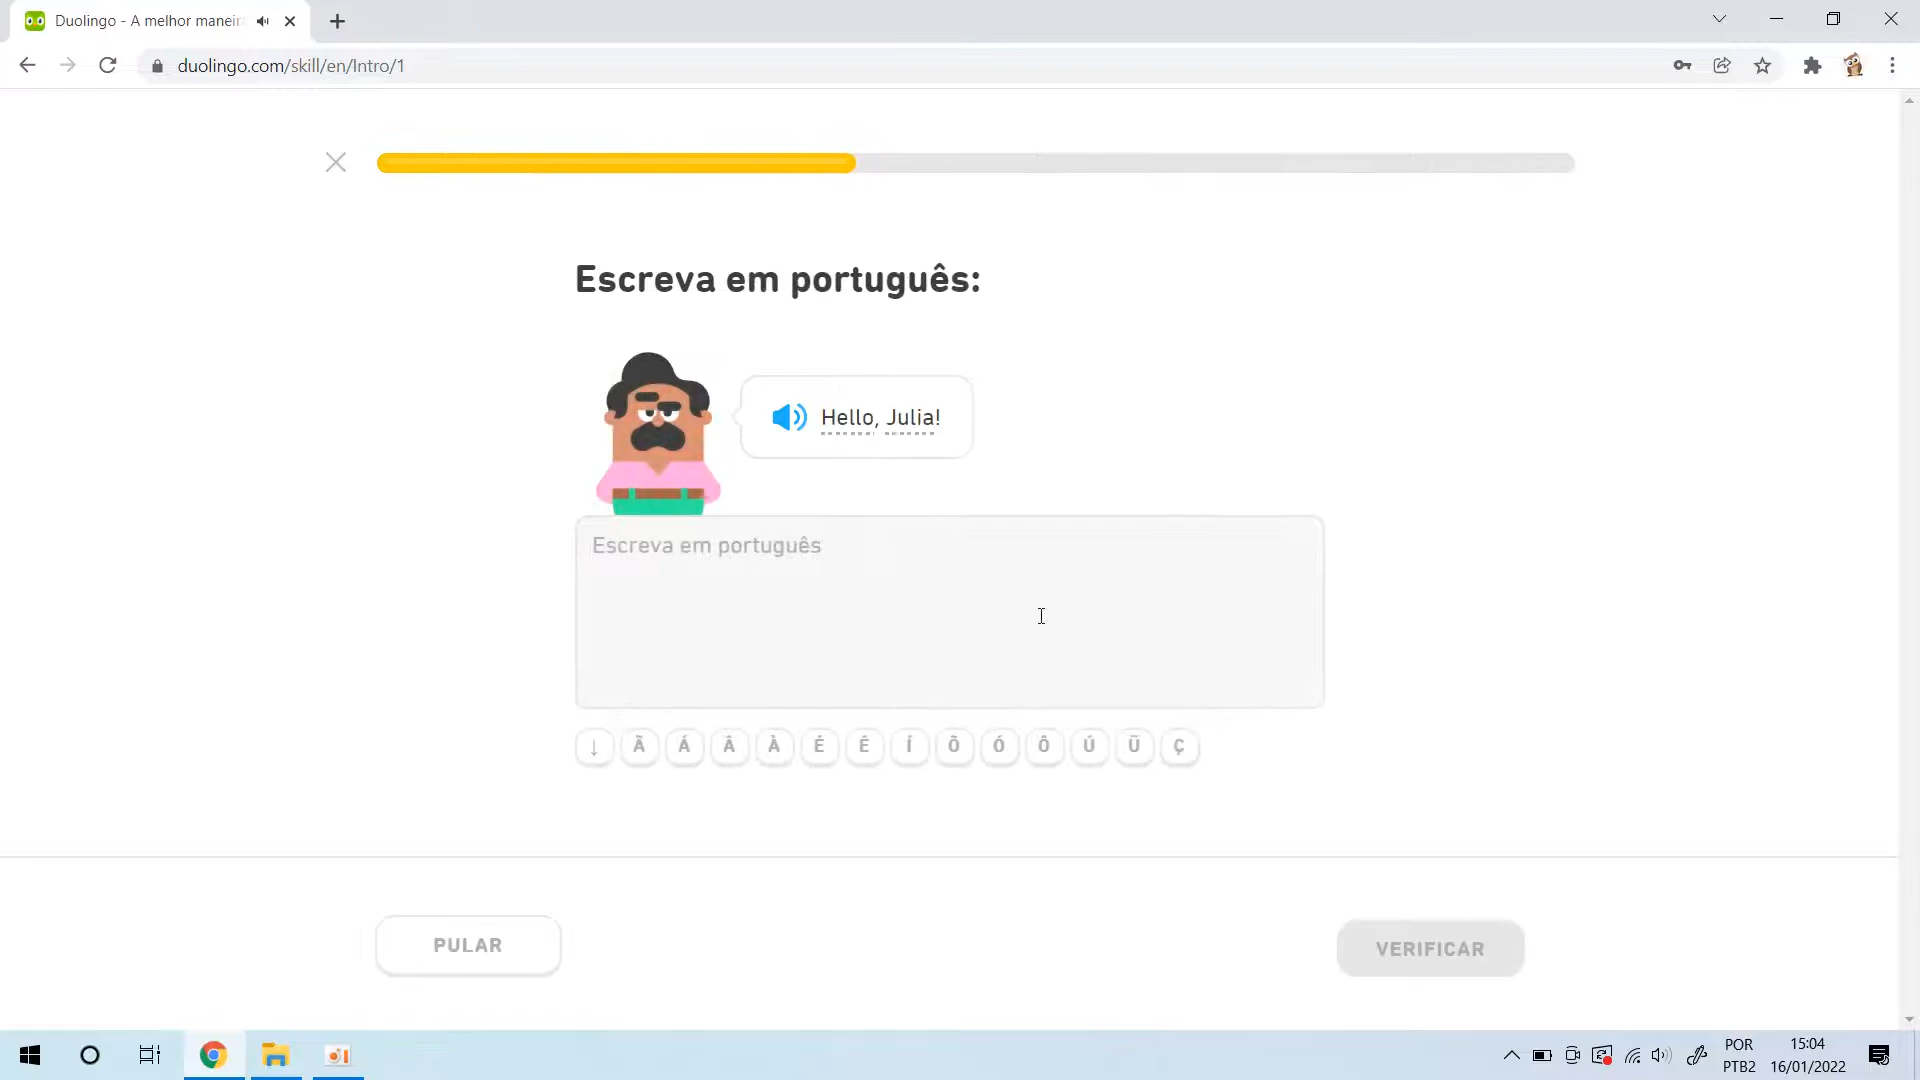 Duolingo - A melhor maneir
duolingo.com/skill/en/Intro/1
Escreva em português:
Hello, Julia!
Escreva em português
↓ Ã Á Â À É Ê Í Õ Ó Ô Ú Ü Ç
PULAR
VERIFICAR
POR
PTB2
15:04
16/01/2022